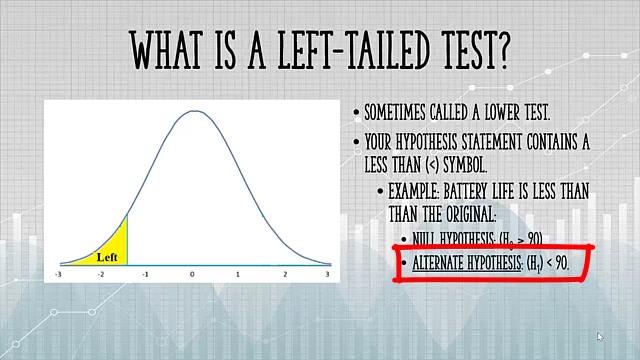 WHAT IS A LEFT-TAILED TEST?
• SOMETIMES CALLED A LOWER TEST.
• YOUR HYPOTHESIS STATEMENT CONTAINS A
LESS THAN (<) SYMBOL.
• EXAMPLE: BATTERY LIFE IS LESS THAN
THAN THE ORIGINAL:
• NULL HYPOTHESIS: (H₀ ≥ 90)
• ALTERNATE HYPOTHESIS: (H₁) < 90.
Left
-3 -2 -1 0 1 2 3